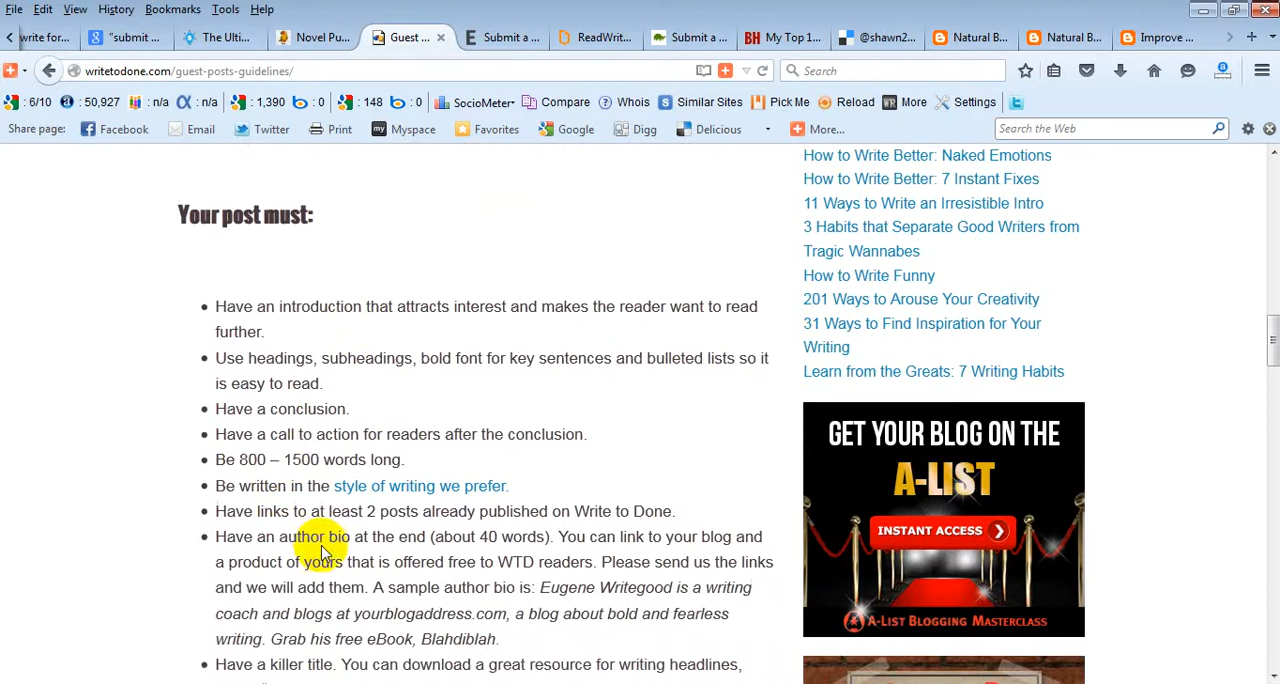 File Edit View History Bookmarks Tools Help
write for... "submit ... The Ulti... Novel Pu... Guest ... Submit a ... ReadWrit... Submit a ... My Top 1... @shawn2... Natural B... Natural B... Improve ...
writetodone.com/guest-posts-guidelines/ Search
: 6/10 : 50,927 : n/a : n/a : 1,390 : 0 : 148 : 0 SocioMeter Compare Whois Similar Sites Pick Me Reload More Settings
Share page: Facebook Email Twitter Print Myspace Favorites Google Digg Delicious More... Search the Web
Your post must:
Have an introduction that attracts interest and makes the reader want to read
further.
Use headings, subheadings, bold font for key sentences and bulleted lists so it
is easy to read.
Have a conclusion.
Have a call to action for readers after the conclusion.
Be 800 – 1500 words long.
Be written in the style of writing we prefer.
Have links to at least 2 posts already published on Write to Done.
Have an author bio at the end (about 40 words). You can link to your blog and
a product of yours that is offered free to WTD readers. Please send us the links
and we will add them. A sample author bio is: Eugene Writegood is a writing
coach and blogs at yourblogaddress.com, a blog about bold and fearless
writing. Grab his free eBook, Blahdiblah.
Have a killer title. You can download a great resource for writing headlines,
How to Write Better: Naked Emotions
How to Write Better: 7 Instant Fixes
11 Ways to Write an Irresistible Intro
3 Habits that Separate Good Writers from
Tragic Wannabes
How to Write Funny
201 Ways to Arouse Your Creativity
31 Ways to Find Inspiration for Your
Writing
Learn from the Greats: 7 Writing Habits
GET YOUR BLOG ON THE
A-LIST
INSTANT ACCESS
A-LIST BLOGGING MASTERCLASS